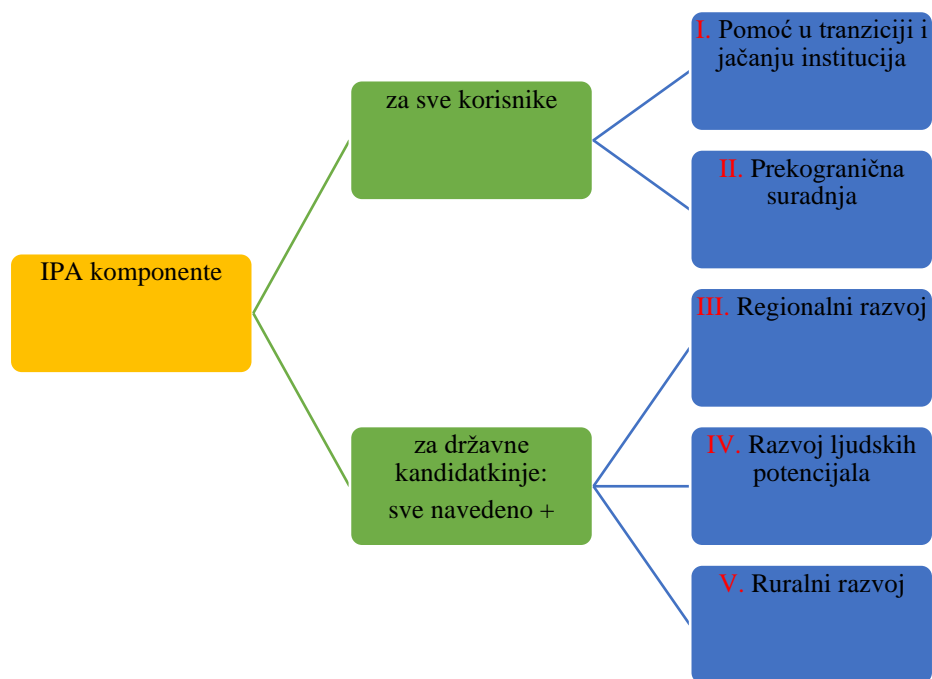 IPA komponente
za sve korisnike
I. Pomoć u tranziciji i
jačanju institucija
II. Prekogranična
suradnja
za državne
kandidatkinje:
sve navedeno +
III. Regionalni razvoj
IV. Razvoj ljudskih
potencijala
V. Ruralni razvoj